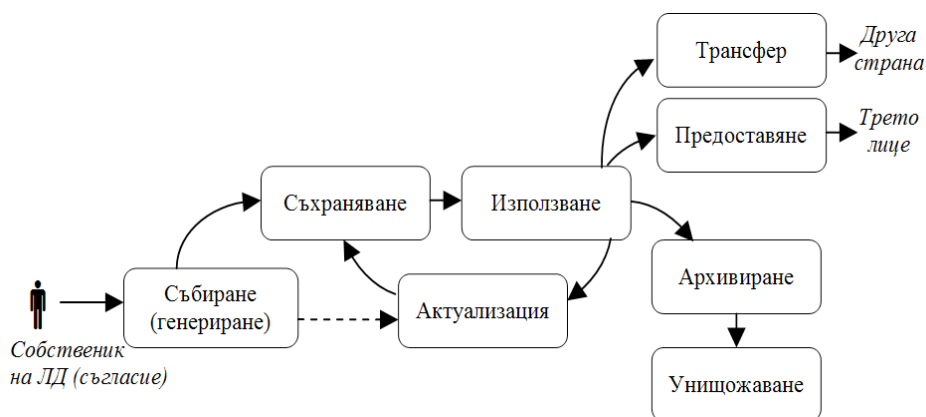 Трансфер
Друга
страна
Предоставяне
Трето
лице
Съхраняване
Използване
Събиране
(генериране)
Актуализация
Архивиране
Собственик
на ЛД (съгласие)
Унищожаване